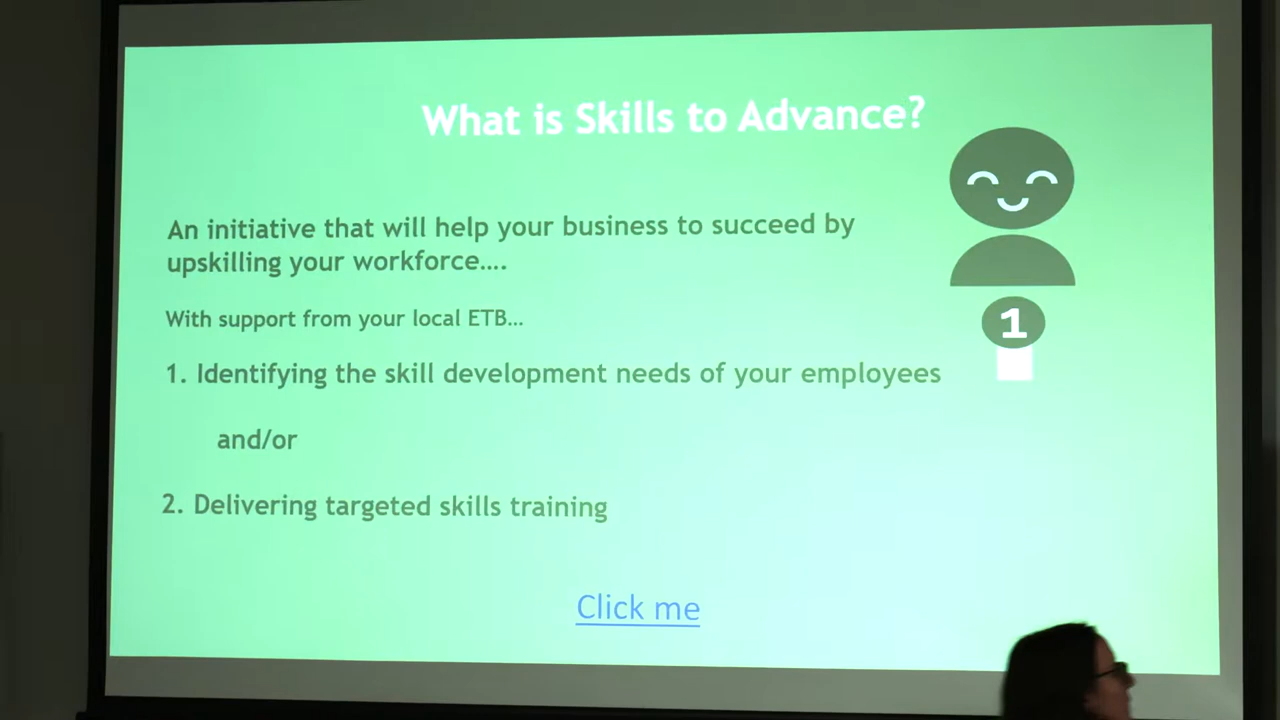 What is Skills to Advance?
An initiative that will help your business to succeed by
upskilling your workforce....
With support from your local ETB...
1
1. Identifying the skill development needs of your employees
and/or
2. Delivering targeted skills training
Click me